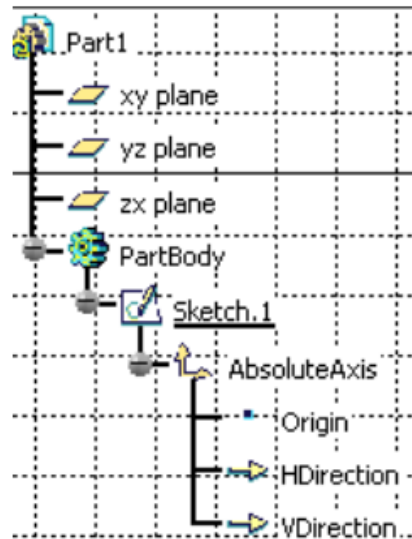 Part1
xy plane
yz plane
zx plane
PartBody
Sketch.1
AbsoluteAxis
Origin
HDirection
VDirection